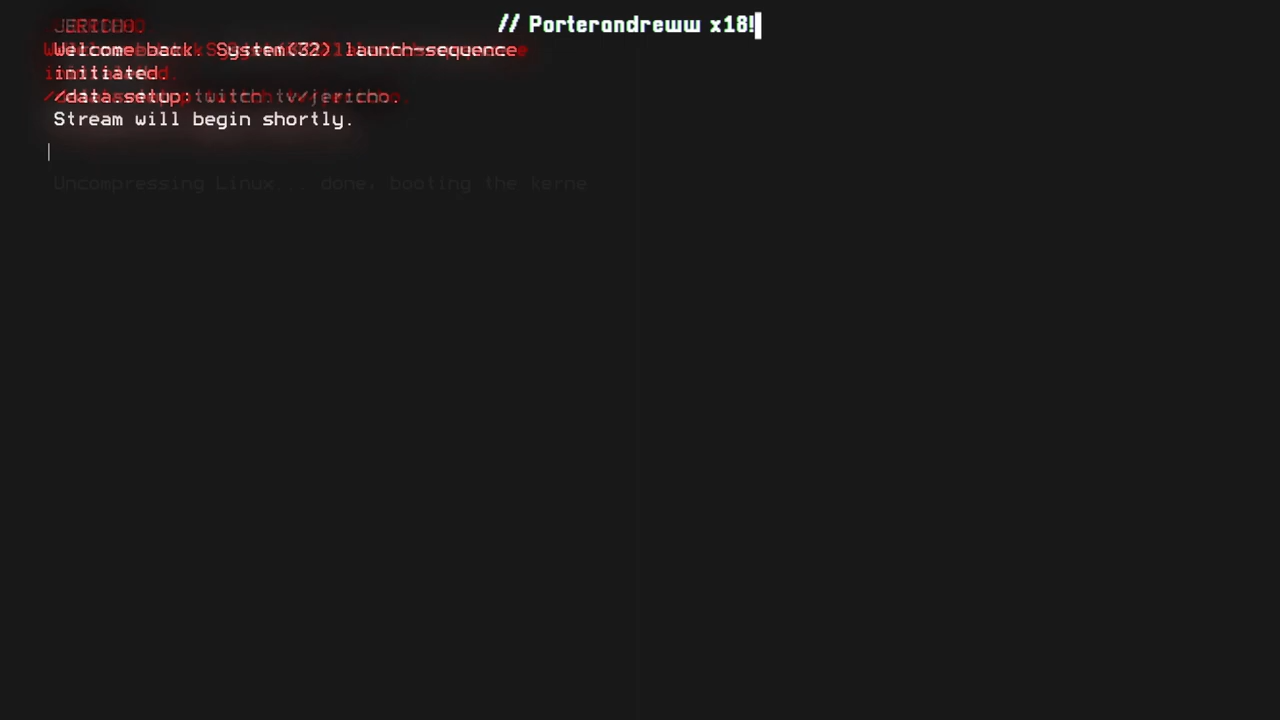 // Porterandreww x18!
JERICHO.
Welcome back. System(32) launch-sequence
initiated.
//data.setup:twitch.tv/jericho.
Stream will begin shortly.
Uncompressing Linux... done, booting the kerne